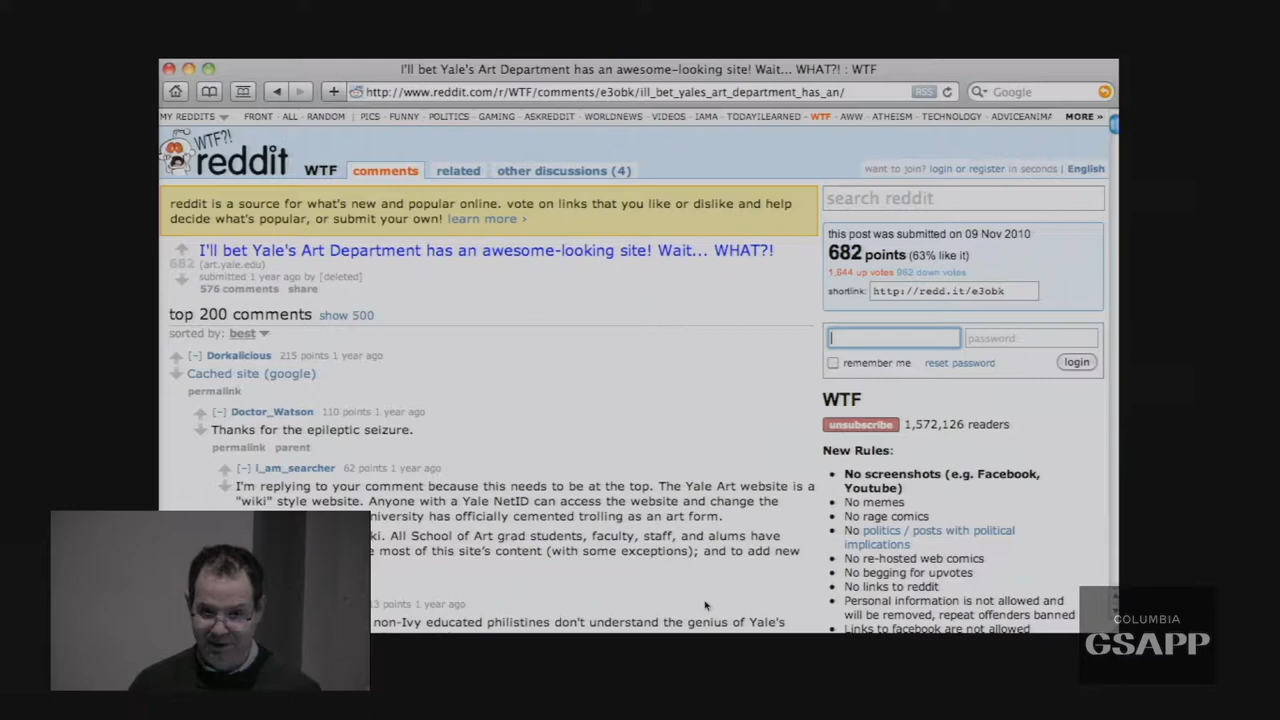 I'll bet Yale's Art Department has an awesome-looking site! Wait... WHAT?! : WTF
http://www.reddit.com/r/WTF/comments/e3obk/ill_bet_yales_art_department_has_an/
RSS
Google
MY REDDITS
FRONT - ALL - RANDOM | PICS - FUNNY - POLITICS - GAMING - ASKREDDIT - WORLDNEWS - VIDEOS - IAMA - TODAYILEARNED - WTF - AWW - ATHEISM - TECHNOLOGY - ADVICEANIMA
MORE »
WTF?!
reddit
WTF
comments
related
other discussions (4)
want to join? login or register in seconds | English
reddit is a source for what's new and popular online. vote on links that you like or dislike and help
decide what's popular, or submit your own! learn more ›
I'll bet Yale's Art Department has an awesome-looking site! Wait... WHAT?!
682
(art.yale.edu)
submitted 1 year ago by [deleted]
576 comments share
top 200 comments show 500
sorted by: best
[-] Dorkalicious 215 points 1 year ago
Cached site (google)
permalink
[-] Doctor_Watson 110 points 1 year ago
Thanks for the epileptic seizure.
permalink parent
[-] i_am_searcher 62 points 1 year ago
I'm replying to your comment because this needs to be at the top. The Yale Art website is a
"wiki" style website. Anyone with a Yale NetID can access the website and change the
niversity has officially cemented trolling as an art form.
ki. All School of Art grad students, faculty, staff, and alums have
e most of this site's content (with some exceptions); and to add new
3 points 1 year ago
non-Ivy educated philistines don't understand the genius of Yale's
search reddit
this post was submitted on 09 Nov 2010
682 points (63% like it)
1,644 up votes 962 down votes
shortlink: http://redd.it/e3obk
password
remember me
reset password
login
WTF
unsubscribe
1,572,126 readers
New Rules:
No screenshots (e.g. Facebook,
Youtube)
No memes
No rage comics
No politics / posts with political
implications
No re-hosted web comics
No begging for upvotes
No links to reddit
Personal information is not allowed and
will be removed, repeat offenders banned
Links to facebook are not allowed
COLUMBIA
GSAPP